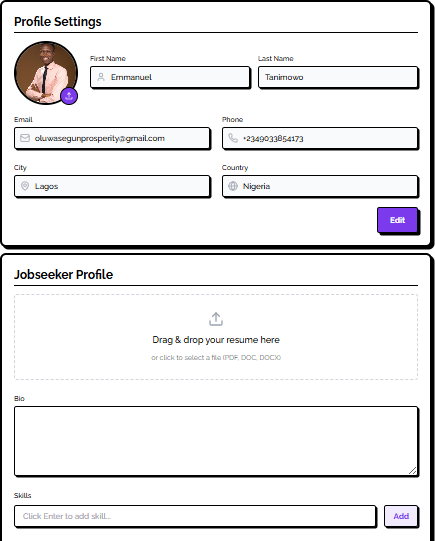 Profile Settings
First Name Last Name
Emmanuel Tanimowo
Email Phone
oluwasegunprosperity@gmail.com +2349033854173
City Country
Lagos Nigeria
Edit
Jobseeker Profile
Drag & drop your resume here
or click to select a file (PDF, DOC, DOCX)
Bio
Skills
Click Enter to add skill... Add